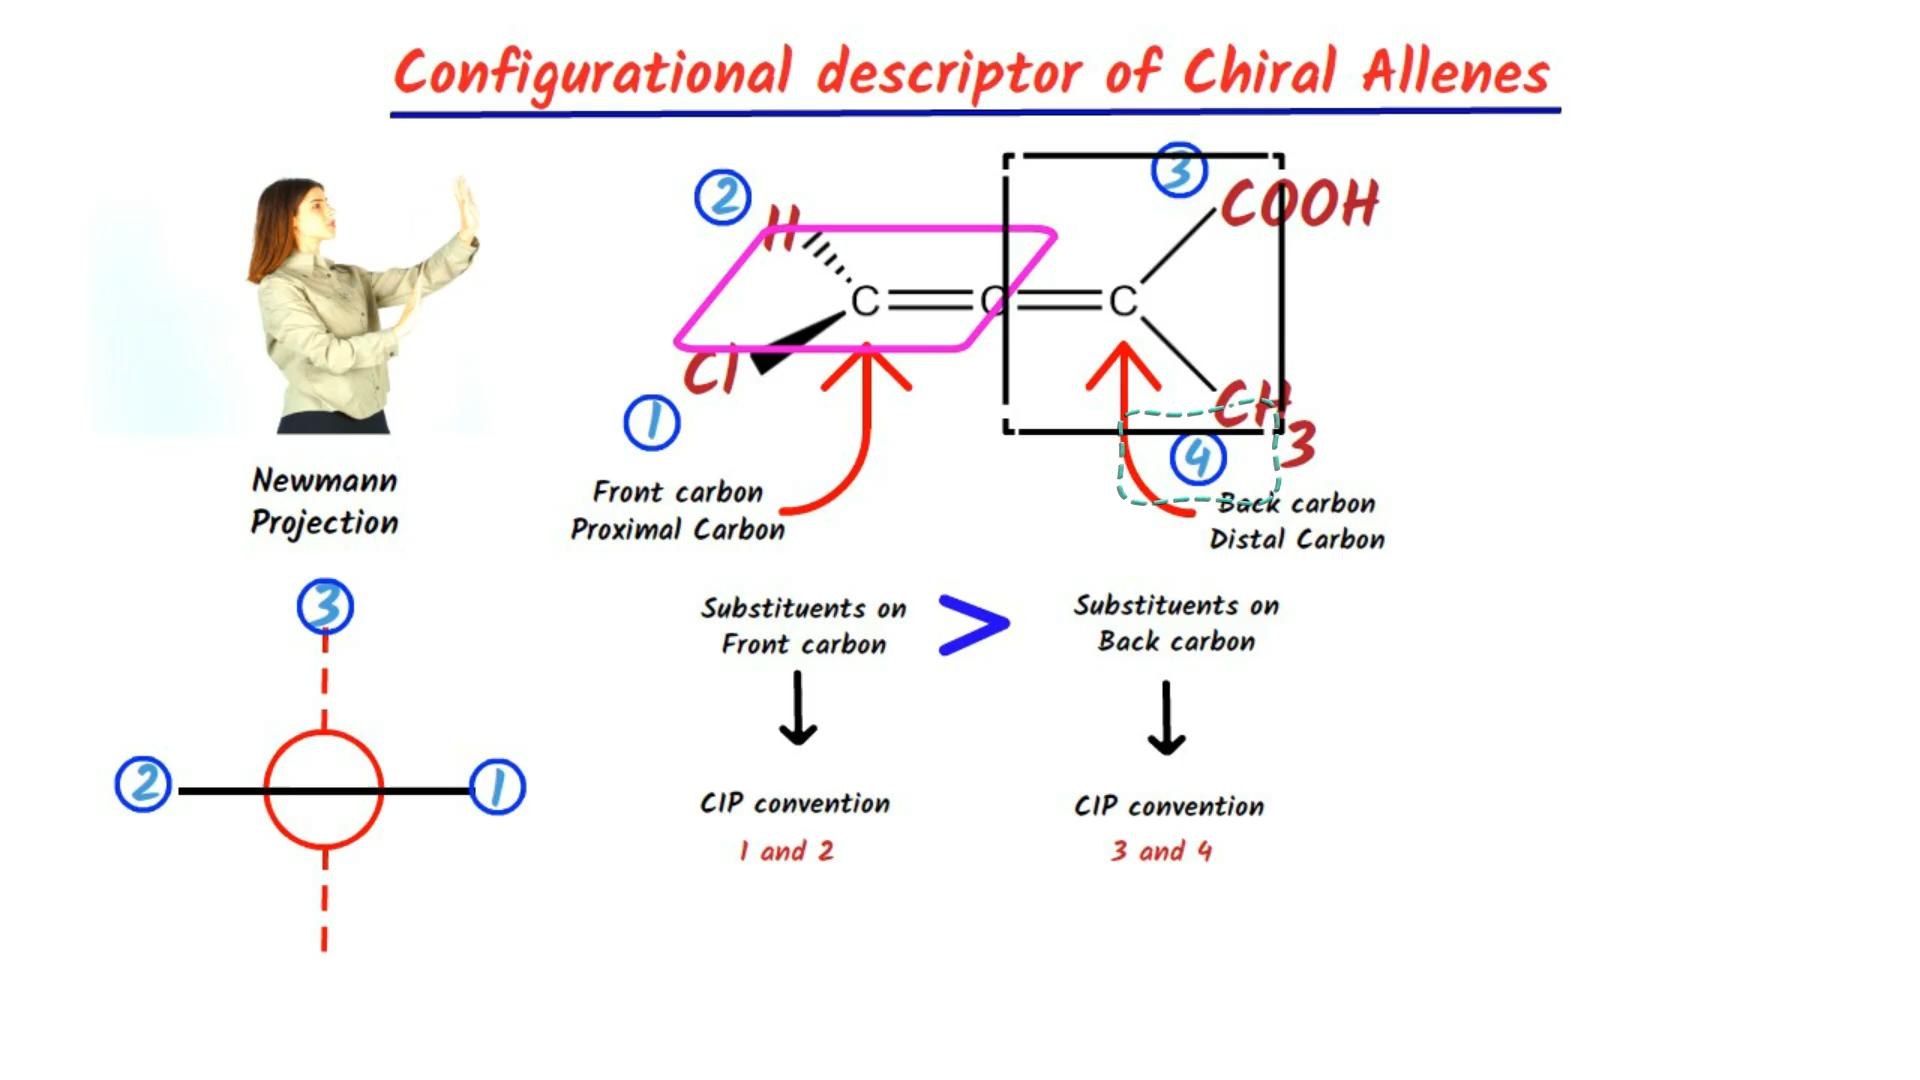 Configurational descriptor of Chiral Allenes
2
H
3
COOH
C
C
C
Cl
1
CH3
4
Newmann
Projection
Front carbon
Proximal Carbon
Back carbon
Distal Carbon
3
2
1
Substituents on
Front carbon
>
Substituents on
Back carbon
CIP convention
1 and 2
CIP convention
3 and 4